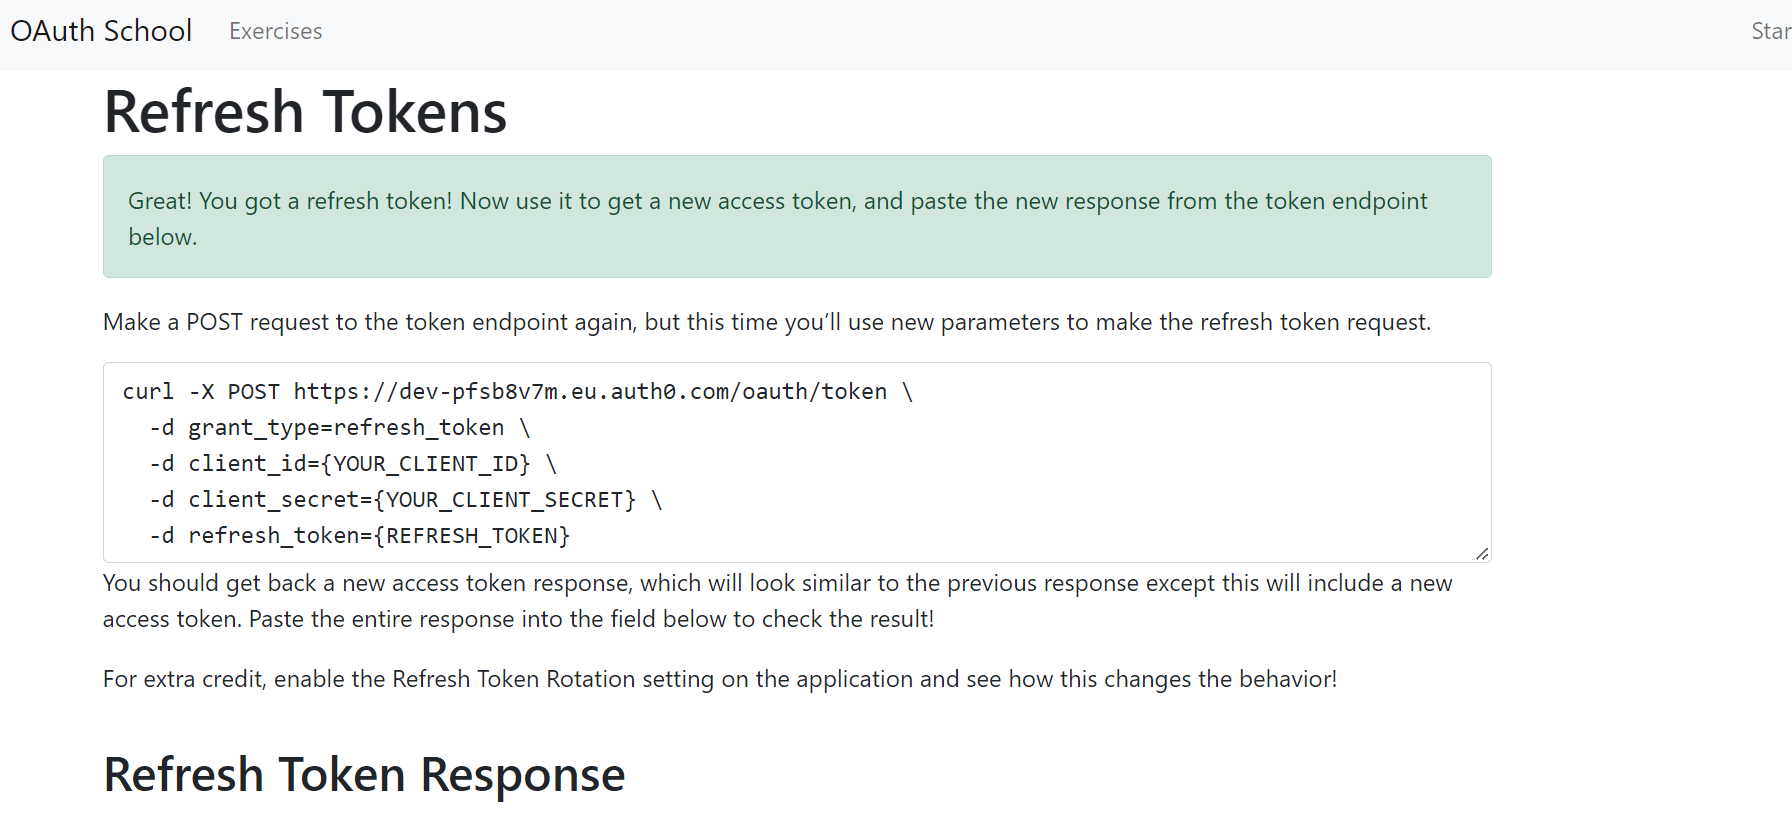 OAuth School Exercises Star
Refresh Tokens
Great! You got a refresh token! Now use it to get a new access token, and paste the new response from the token endpoint
below.
Make a POST request to the token endpoint again, but this time you’ll use new parameters to make the refresh token request.
curl -X POST https://dev-pfsb8v7m.eu.auth0.com/oauth/token \
-d grant_type=refresh_token \
-d client_id={YOUR_CLIENT_ID} \
-d client_secret={YOUR_CLIENT_SECRET} \
-d refresh_token={REFRESH_TOKEN}
You should get back a new access token response, which will look similar to the previous response except this will include a new
access token. Paste the entire response into the field below to check the result!
For extra credit, enable the Refresh Token Rotation setting on the application and see how this changes the behavior!
Refresh Token Response